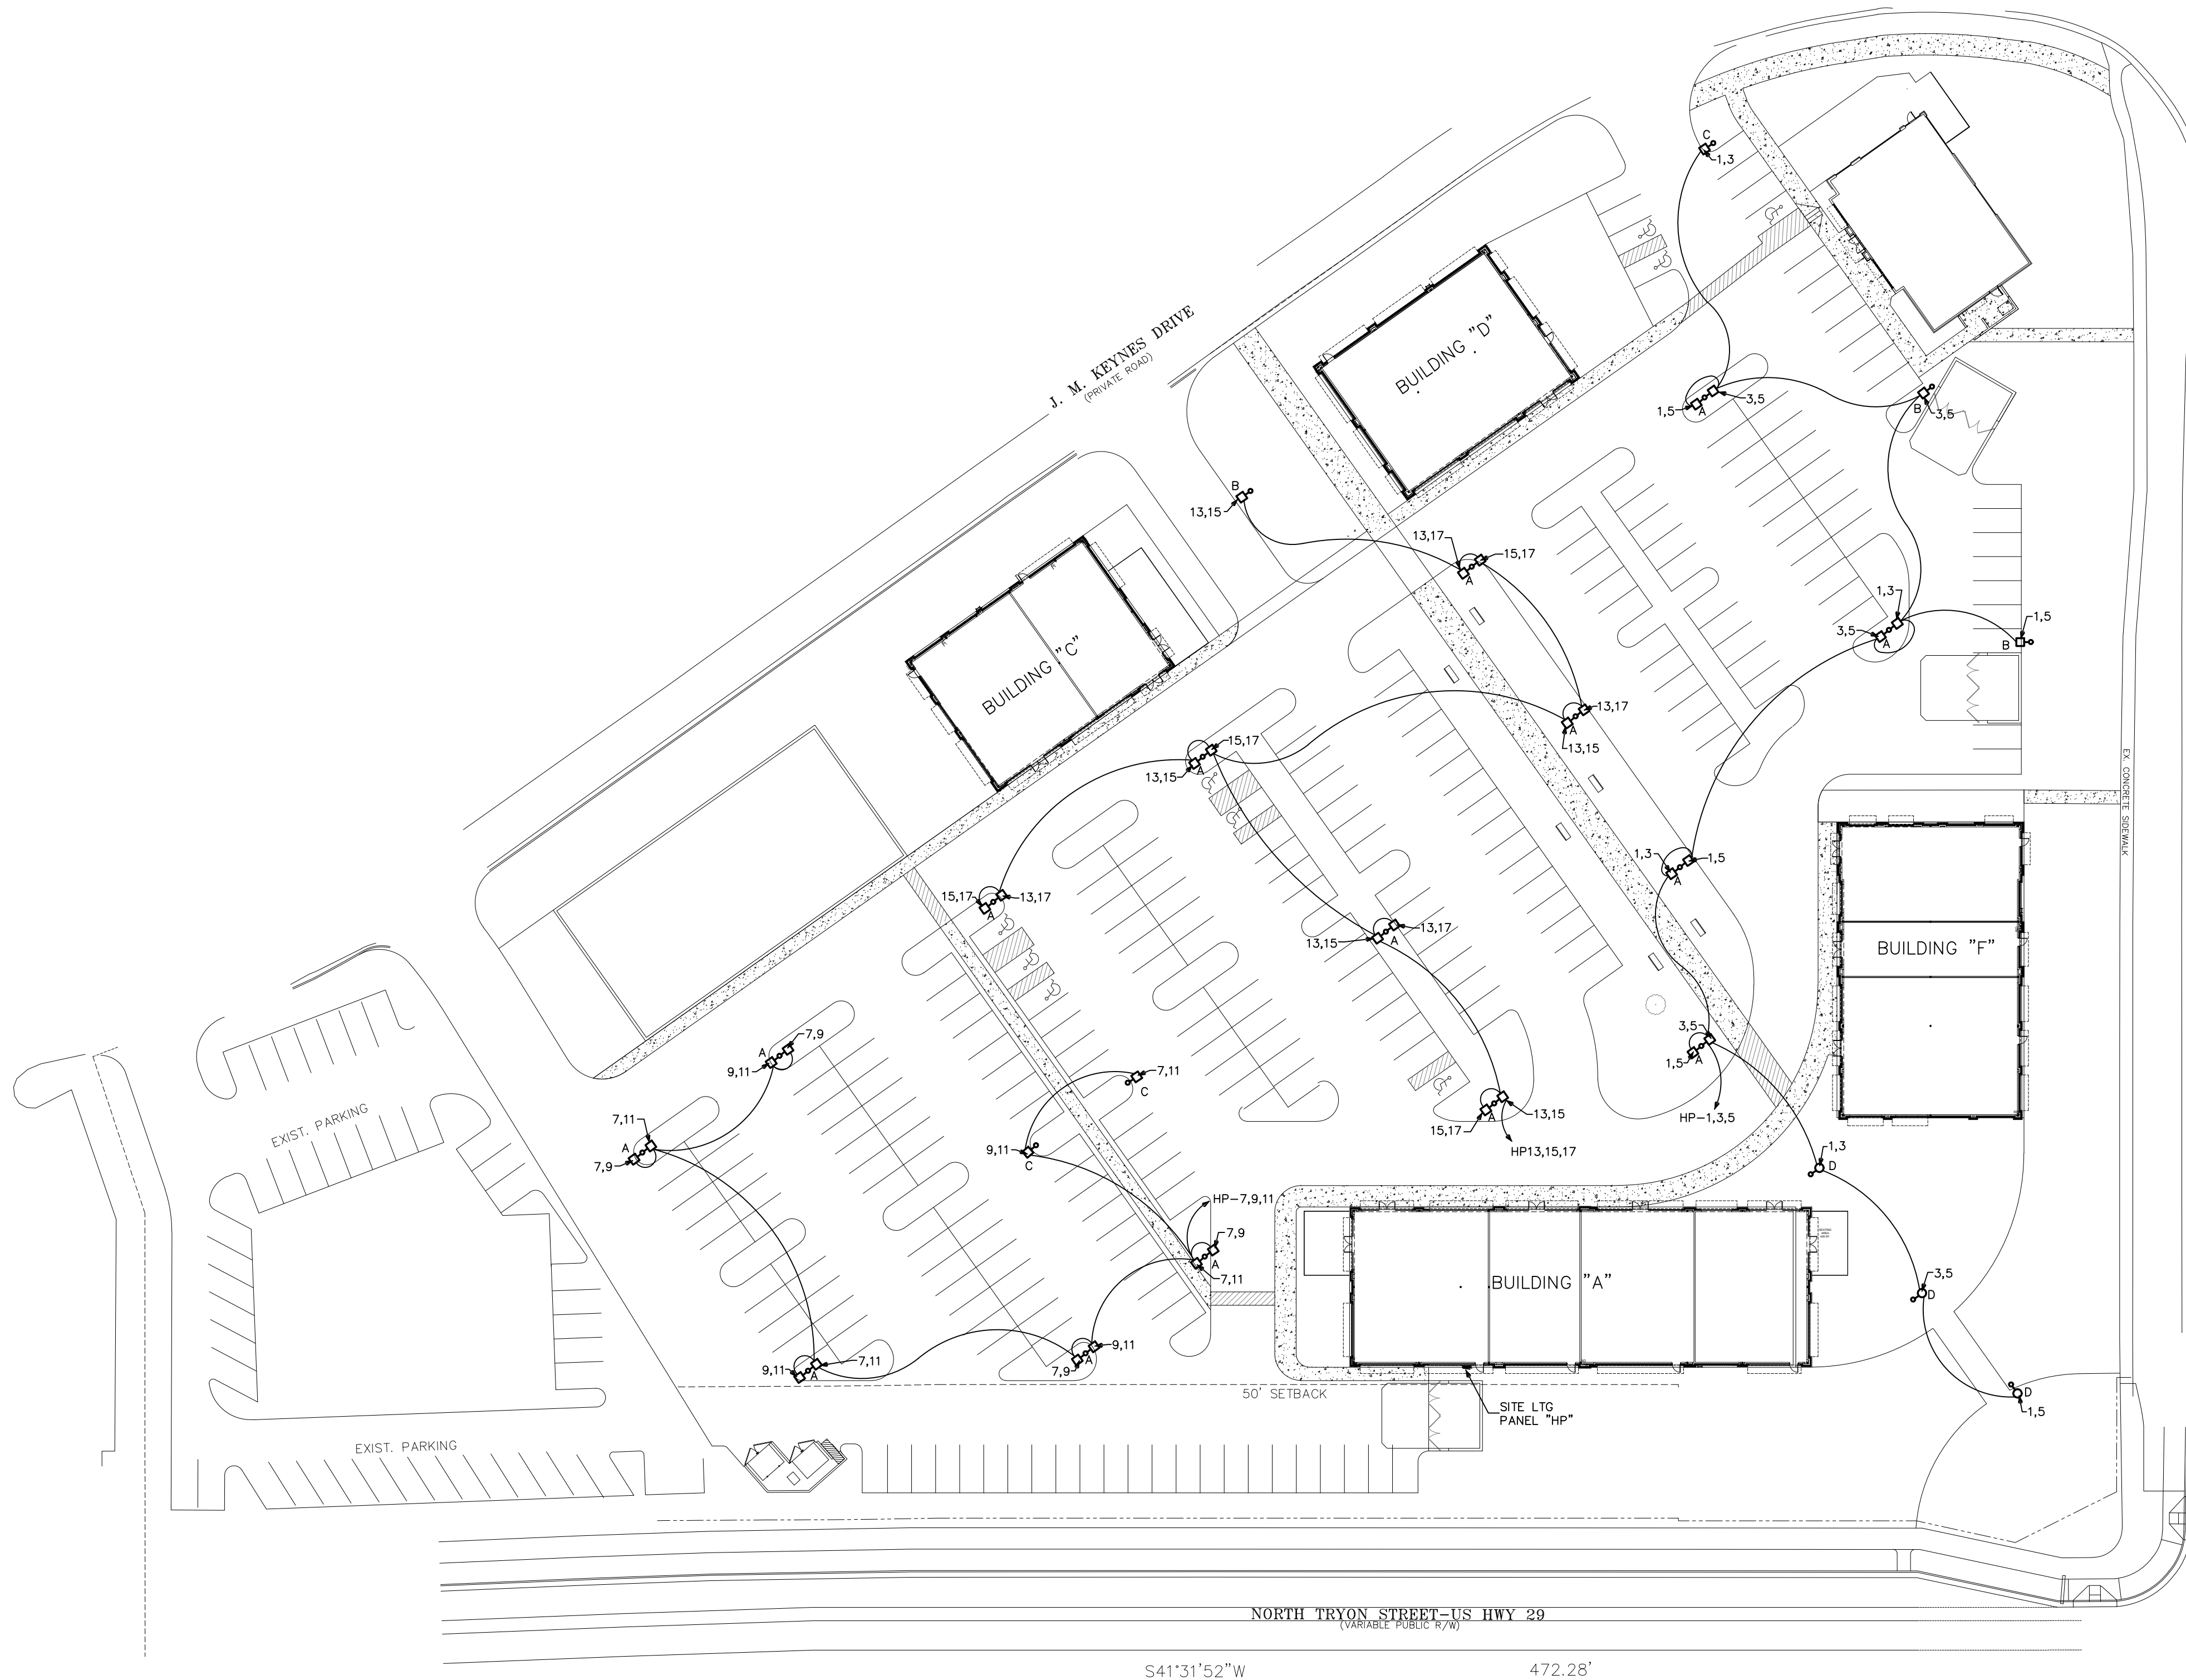 C
1,3
J. M. KEYNES DRIVE
(PRIVATE ROAD)
BUILDING "D"
1,5
A
3,5
B
3,5
B
13,15
13,17
15,17
A
1,3
3,5
A
1,5
B
BUILDING "C"
13,17
A
13,15
15,17
13,15
A
EX. CONCRETE SIDEWALK
1,3
1,5
A
15,17
13,17
A
13,15
13,17
A
BUILDING "F"
A
7,9
9,11
3,5
1,5
A
7,11
C
EXIST. PARKING
7,11
A
7,9
13,15
A
15,17
HP-1,3,5
HP13,15,17
9,11
C
1,3
D
HP-7,9,11
7,9
A
7,11
BUILDING "A"
3,5
D
9,11
A
7,9
7,11
9,11
A
50' SETBACK
SITE LTG
PANEL "HP"
D
1,5
EXIST. PARKING
NORTH TRYON STREET-US HWY 29
(VARIABLE PUBLIC R/W)
S41°31'52"W
472.28'